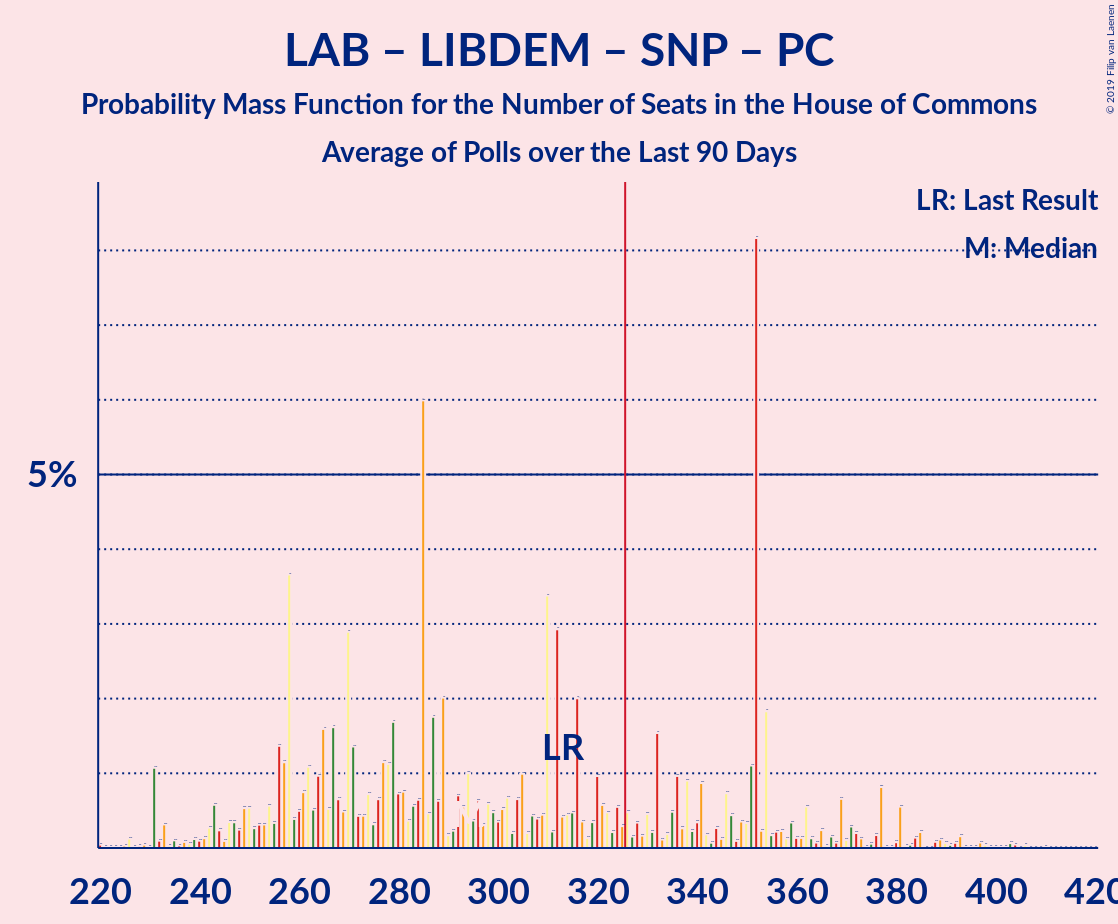 LAB – LIBDEM – SNP – PC
Probability Mass Function for the Number of Seats in the House of Commons
Average of Polls over the Last 90 Days
© 2019 Filip van Laenen
LR: Last Result
M: Median
5%
LR
220 240 260 280 300 320 340 360 380 400 420